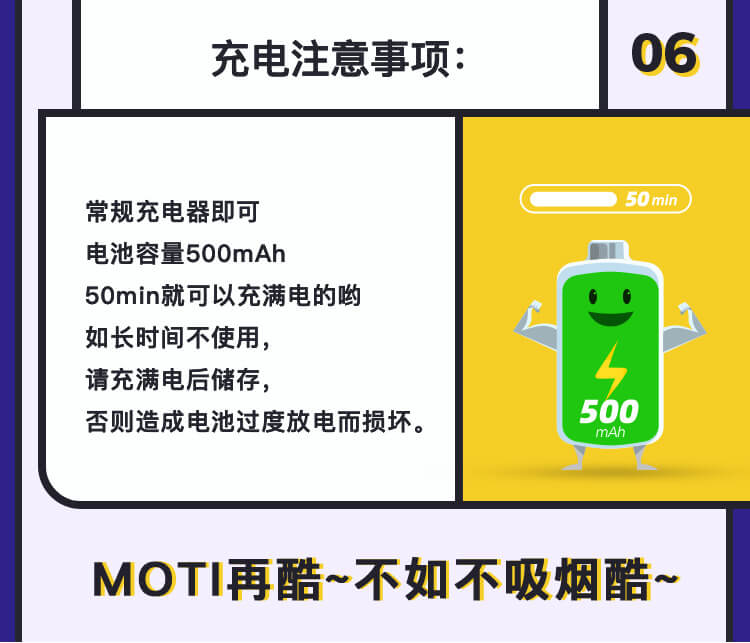 充电注意事项：
06
常规充电器即可
电池容量500mAh
50min就可以充满电的哟
如长时间不使用，
请充满电后储存，
否则造成电池过度放电而损坏。
50 min
500
mAh
MOTI再酷~不如不吸烟酷~